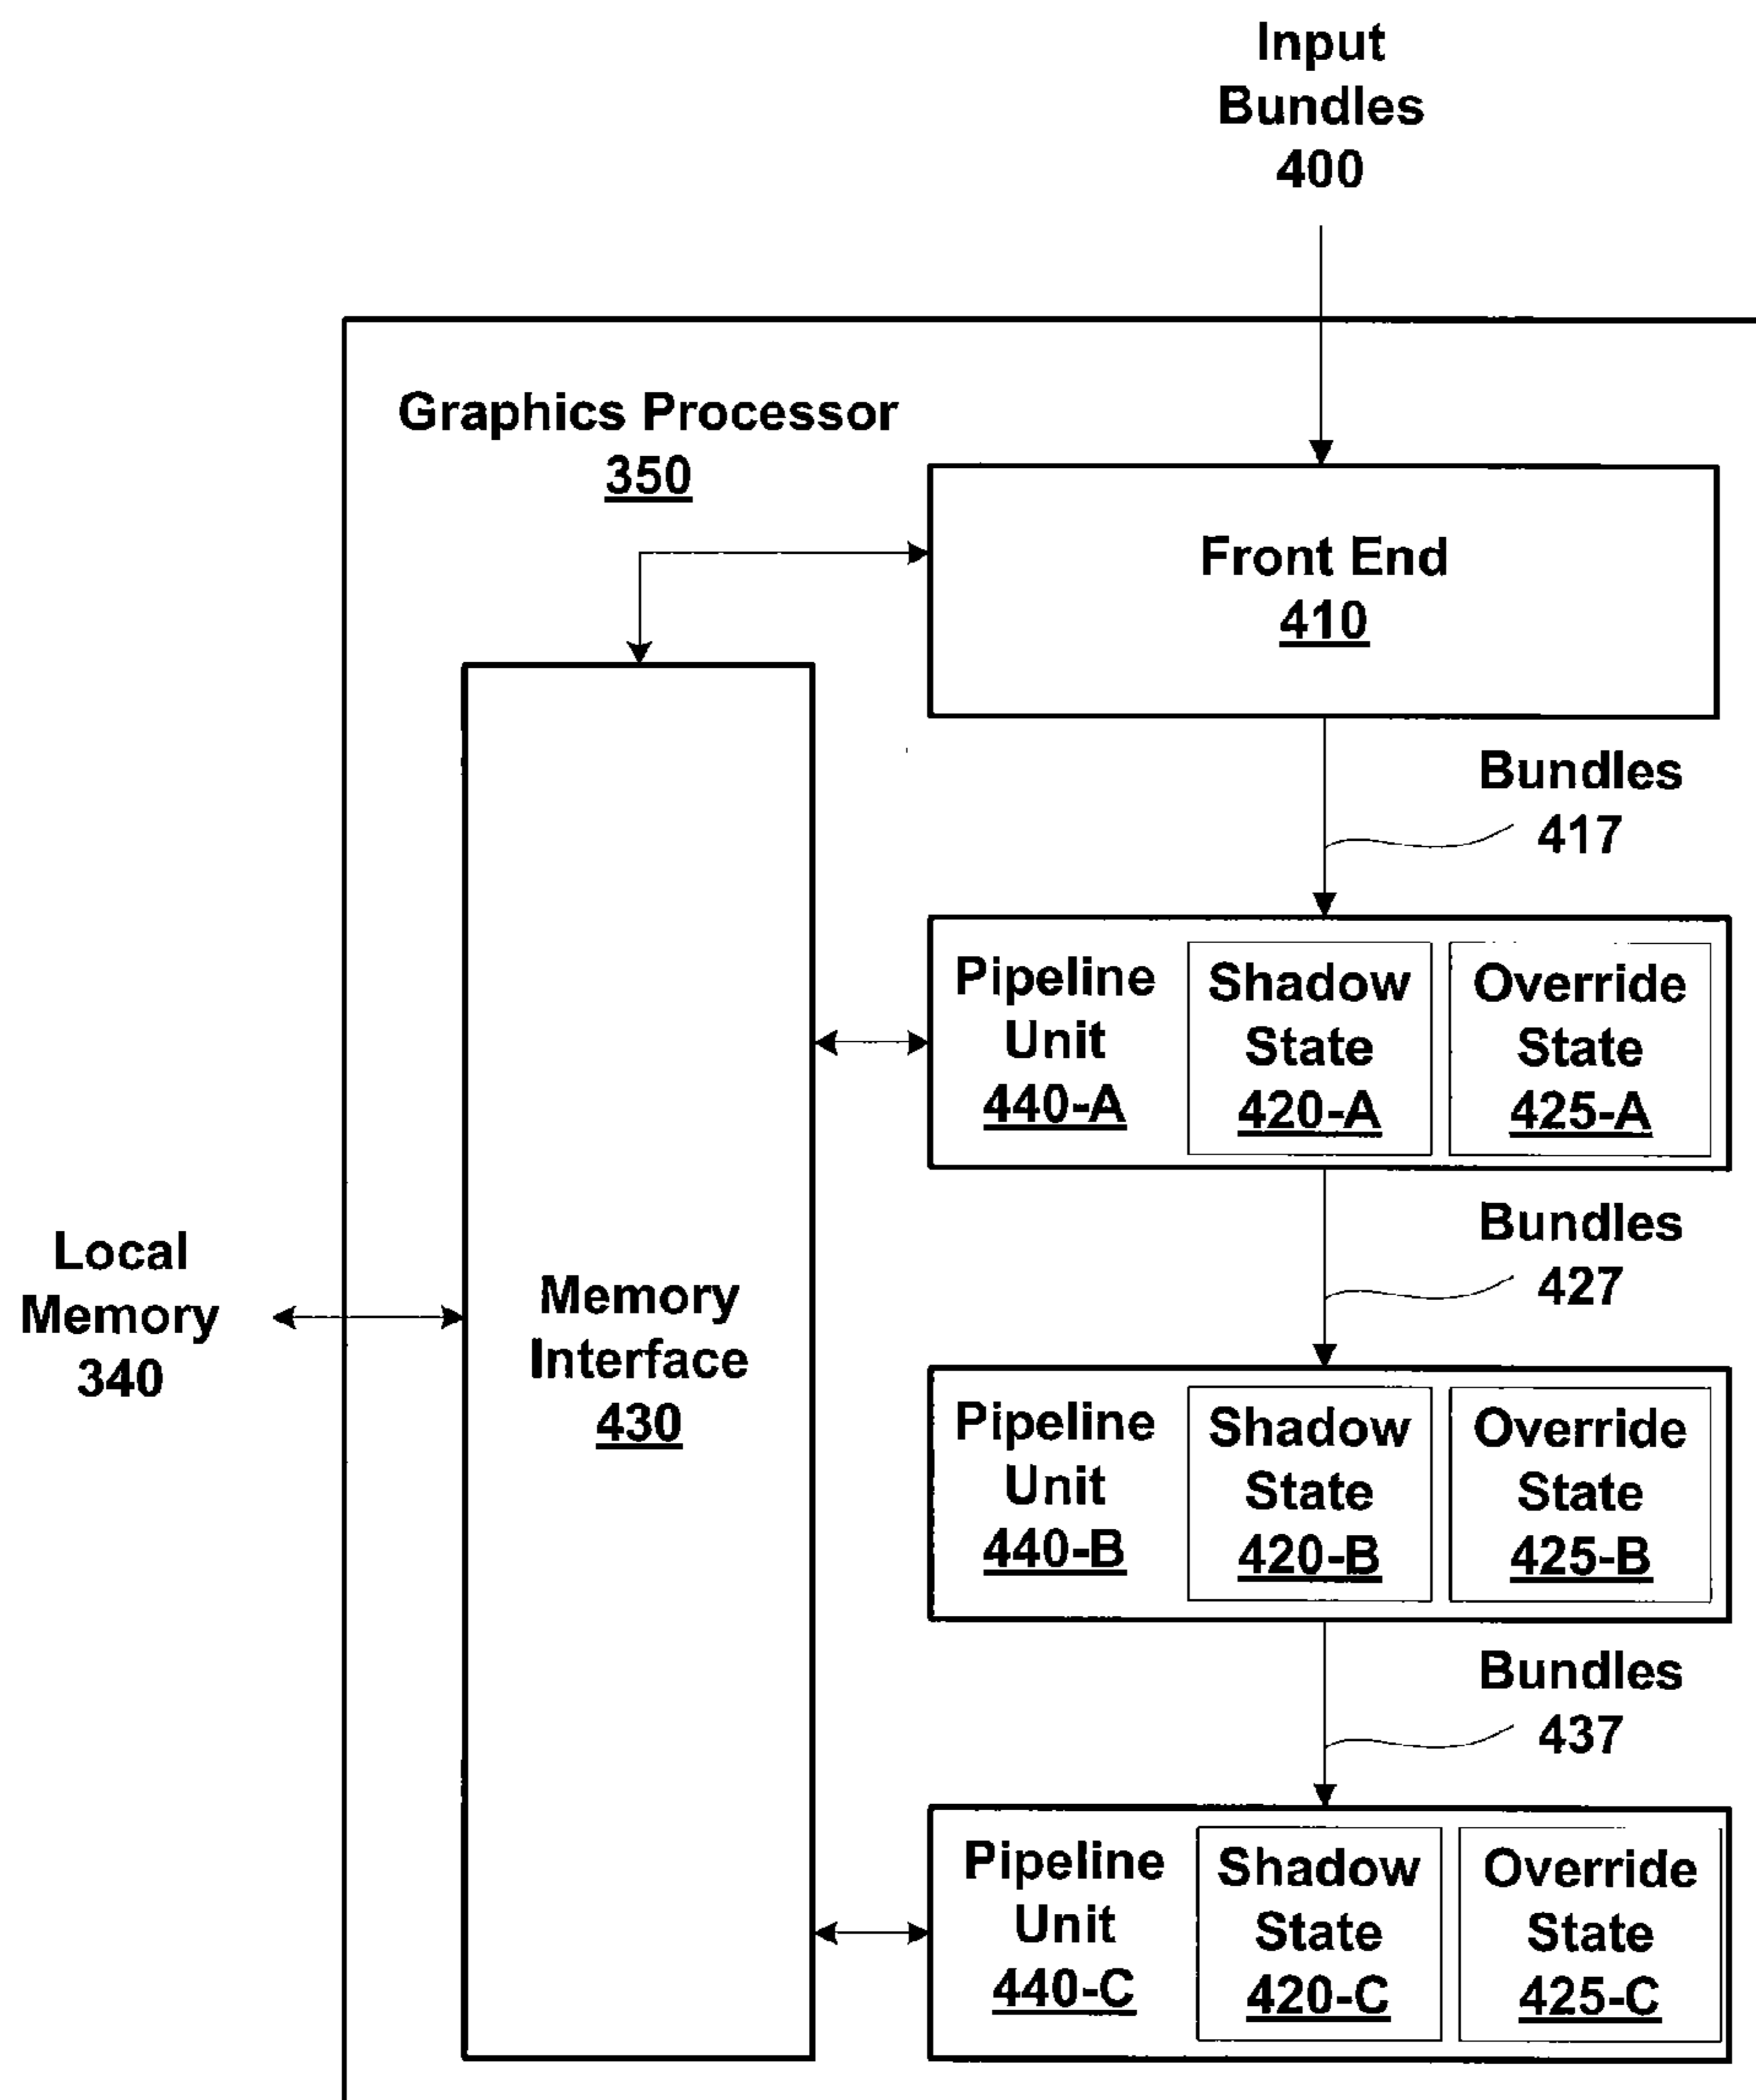 Input
Bundles
400
Graphics Processor
350
Front End
410
Bundles
417
Pipeline
Unit
440-A
Shadow
State
420-A
Override
State
425-A
Bundles
427
Local
Memory
340
Memory
Interface
430
Pipeline
Unit
440-B
Shadow
State
420-B
Override
State
425-B
Bundles
437
Pipeline
Unit
440-C
Shadow
State
420-C
Override
State
425-C